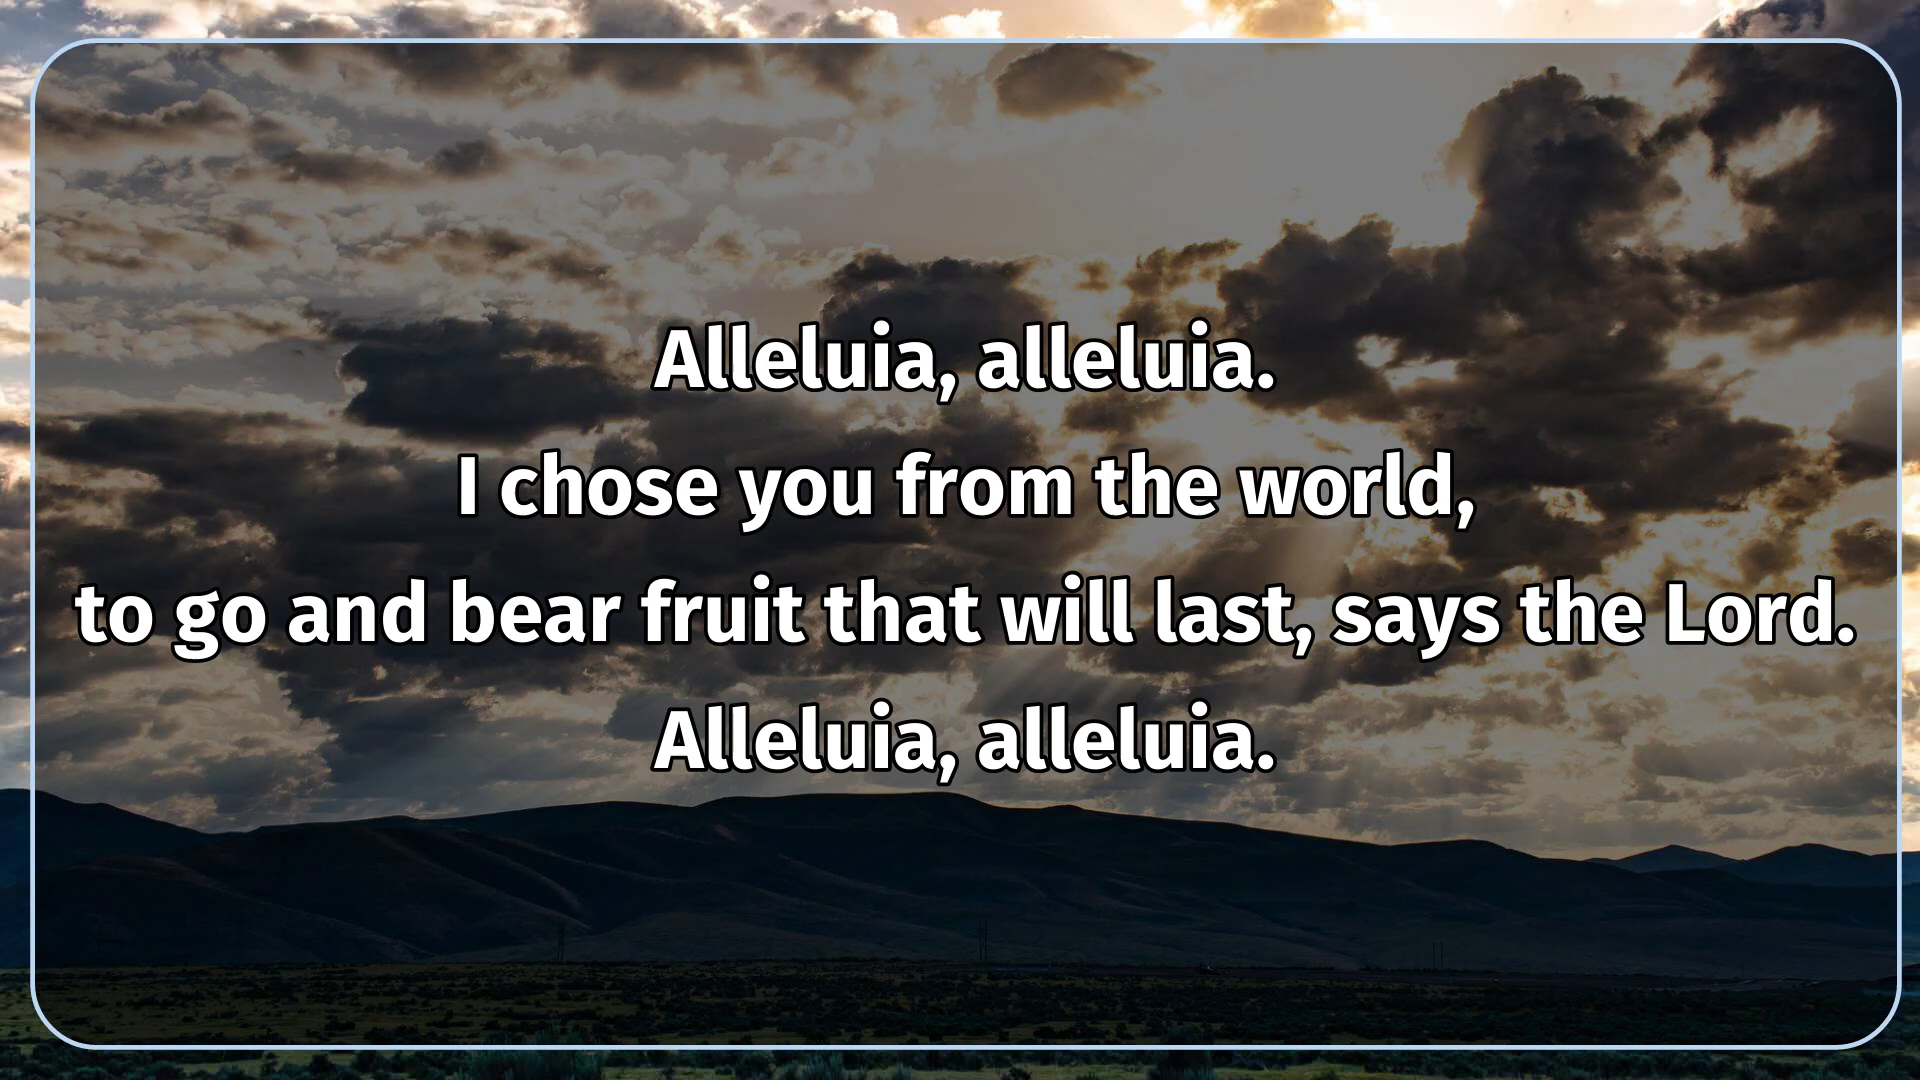 Alleluia, alleluia.
I chose you from the world,
to go and bear fruit that will last, says the Lord.
Alleluia, alleluia.